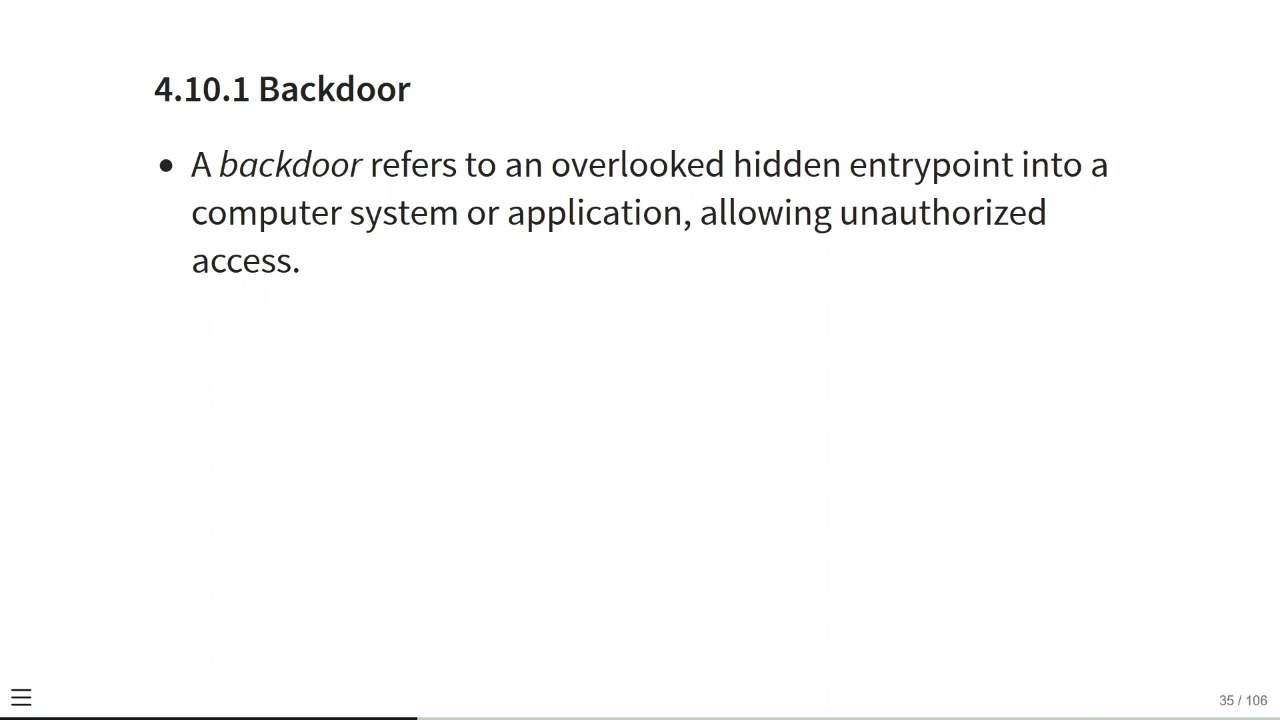 4.10.1 Backdoor
• A backdoor refers to an overlooked hidden entrypoint into a
computer system or application, allowing unauthorized
access.
35 / 106